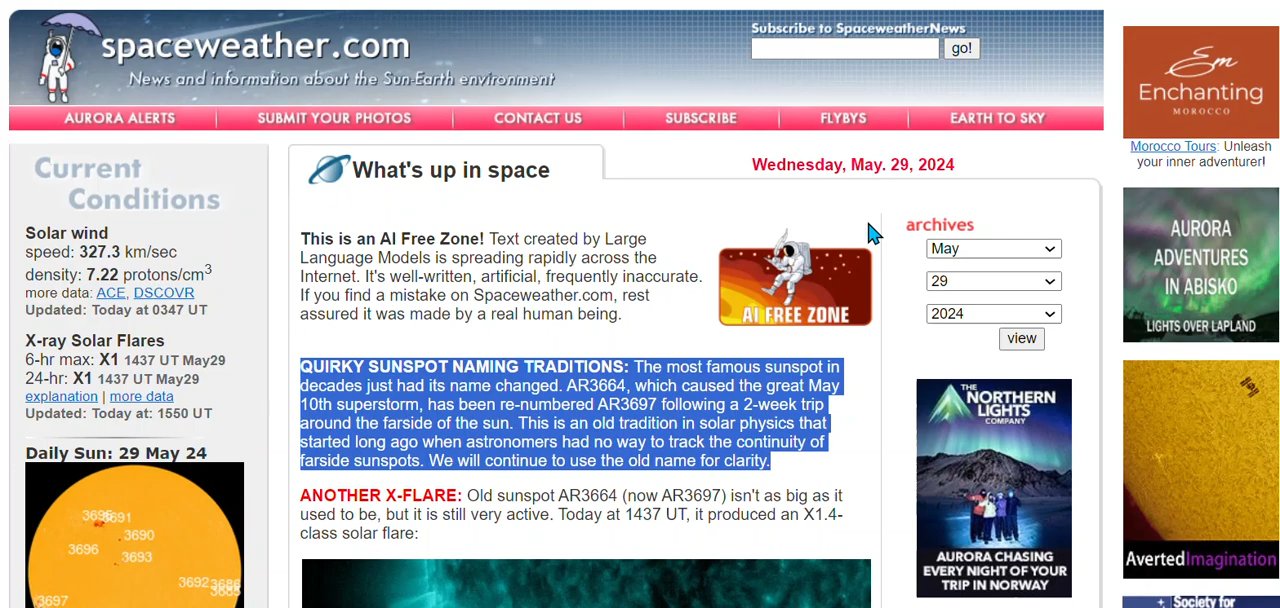 spaceweather.com
News and information about the Sun-Earth environment
Subscribe to SpaceweatherNews
go!
AURORA ALERTS
SUBMIT YOUR PHOTOS
CONTACT US
SUBSCRIBE
FLYBYS
EARTH TO SKY
Current
Conditions
Solar wind
speed: 327.3 km/sec
density: 7.22 protons/cm3
more data: ACE, DSCOVR
Updated: Today at 0347 UT
X-ray Solar Flares
6-hr max: X1 1437 UT May29
24-hr: X1 1437 UT May29
explanation | more data
Updated: Today at: 1550 UT
Daily Sun: 29 May 24
3691
3690
3696
3693
3692
3697
What's up in space
Wednesday, May. 29, 2024
This is an AI Free Zone! Text created by Large
Language Models is spreading rapidly across the
Internet. It's well-written, artificial, frequently inaccurate.
If you find a mistake on Spaceweather.com, rest
assured it was made by a real human being.
AI FREE ZONE
QUIRKY SUNSPOT NAMING TRADITIONS: The most famous sunspot in
decades just had its name changed. AR3664, which caused the great May
10th superstorm, has been re-numbered AR3697 following a 2-week trip
around the farside of the sun. This is an old tradition in solar physics that
started long ago when astronomers had no way to track the continuity of
farside sunspots. We will continue to use the old name for clarity.
ANOTHER X-FLARE: Old sunspot AR3664 (now AR3697) isn't as big as it
used to be, but it is still very active. Today at 1437 UT, it produced an X1.4-
class solar flare:
archives
May
29
2024
view
THE
NORTHERN
LIGHTS
COMPANY
AURORA CHASING
EVERY NIGHT OF YOUR
TRIP IN NORWAY
Em
Enchanting
MOROCCO
Morocco Tours: Unleash
your inner adventurer!
AURORA
ADVENTURES
IN ABISKO
LIGHTS OVER LAPLAND
AvertedImagination
Society for